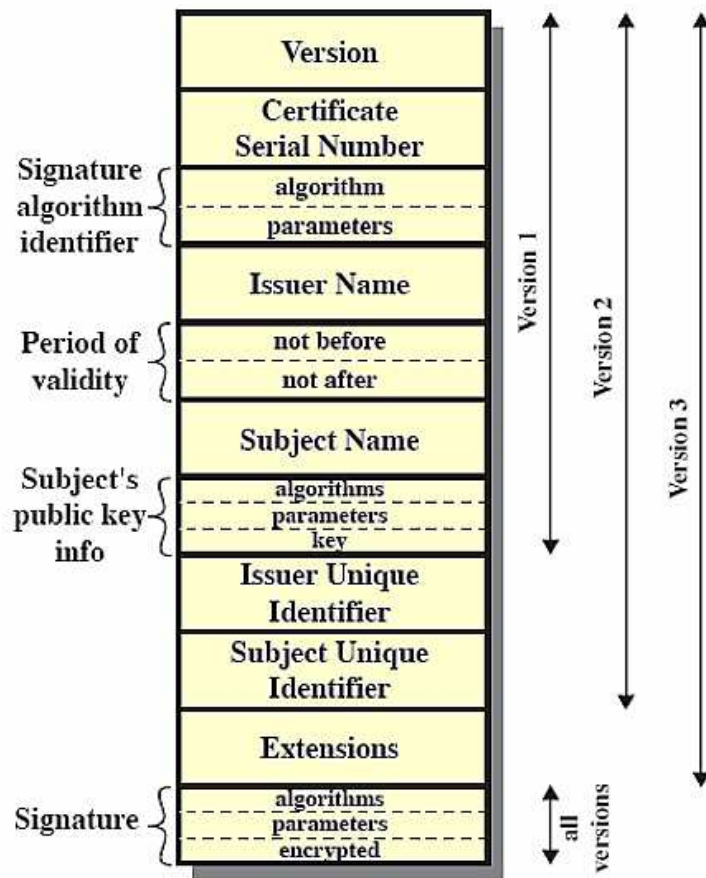 Version
Certificate
Serial Number
Signature
algorithm
identifier
algorithm
parameters
Issuer Name
Period of
validity
not before
not after
Subject Name
Subject's
public key
info
algorithms
parameters
key
Issuer Unique
Identifier
Subject Unique
Identifier
Extensions
Signature
algorithms
parameters
encrypted
Version 1
Version 2
Version 3
all
versions